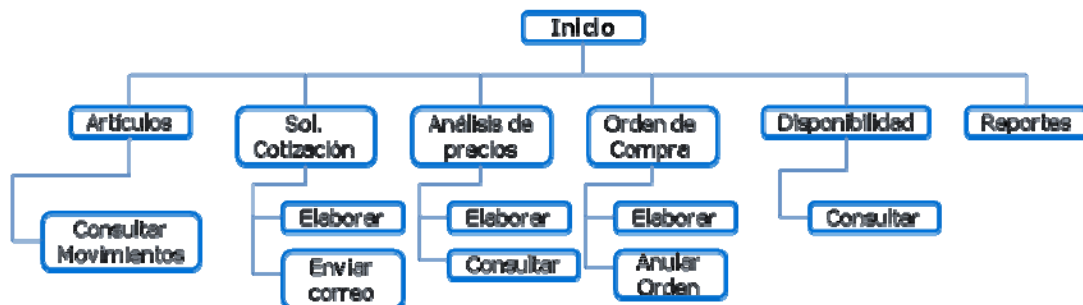 Inicio
Artículos
Sol.
Cotización
Análisis de
precios
Orden de
Compra
Disponibilidad
Reportes
Consultar
Movimientos
Elaborar
Enviar
correo
Elaborar
Consultar
Elaborar
Anular
Orden
Consultar